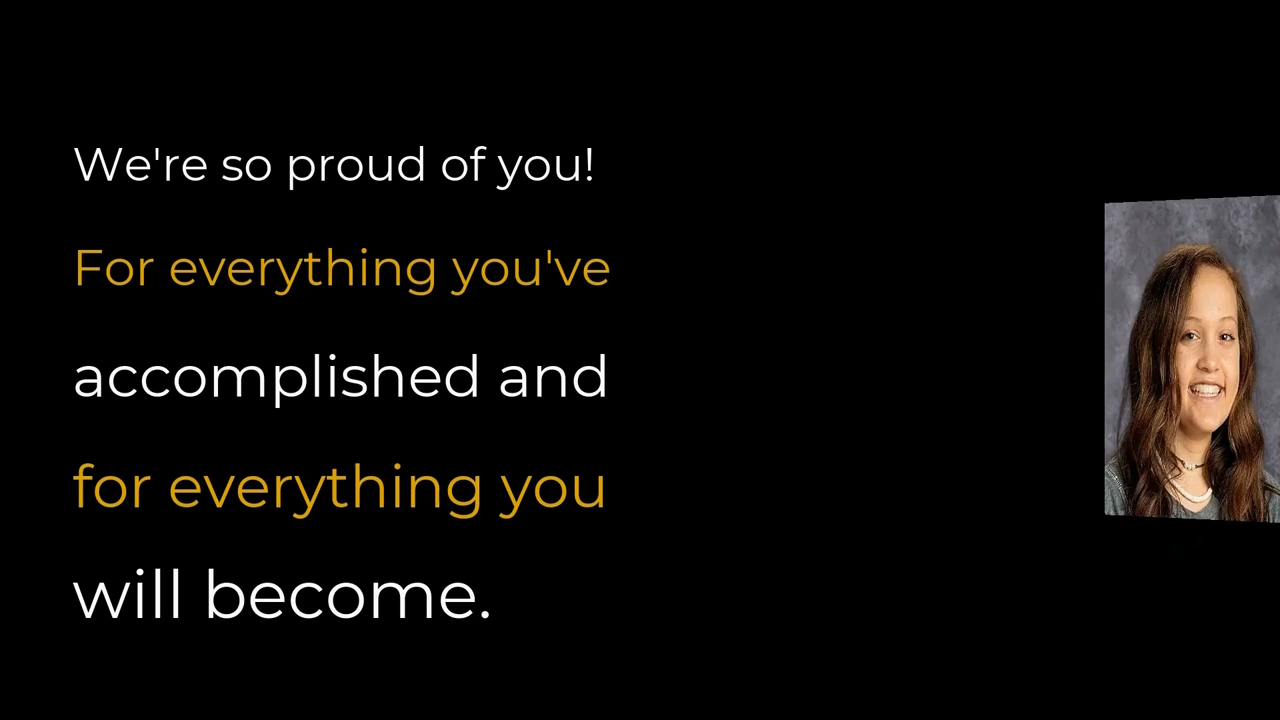 We're so proud of you!
For everything you've
accomplished and
for everything you
will become.